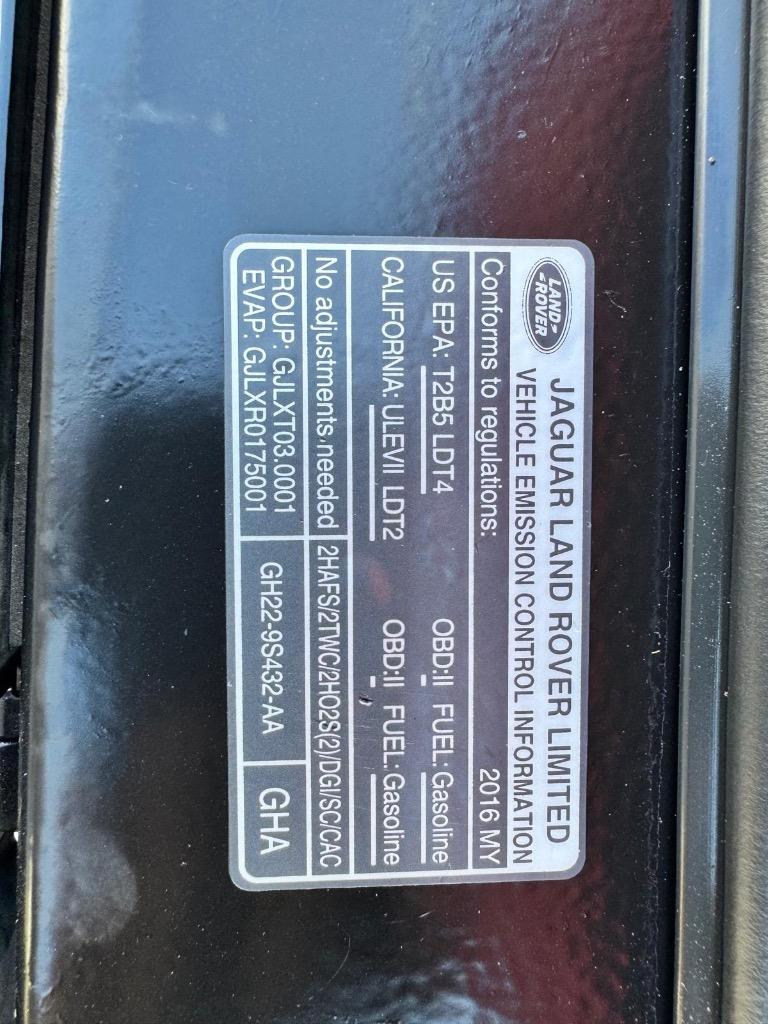 LAND ROVER
JAGUAR LAND ROVER LIMITED
VEHICLE EMISSION CONTROL INFORMATION
Conforms to regulations: 2016 MY
US EPA: T2B5 LDT4 OBD:II FUEL: Gasoline
CALIFORNIA: ULEVII LDT2 OBD:II FUEL: Gasoline
No adjustments needed 2HAFS/2TWC/2HO2S(2)/DGI/SC/CAC
GROUP: GJLXT03.0001
EVAP: GJLXR0175001
GH22-9S432-AA
GHA